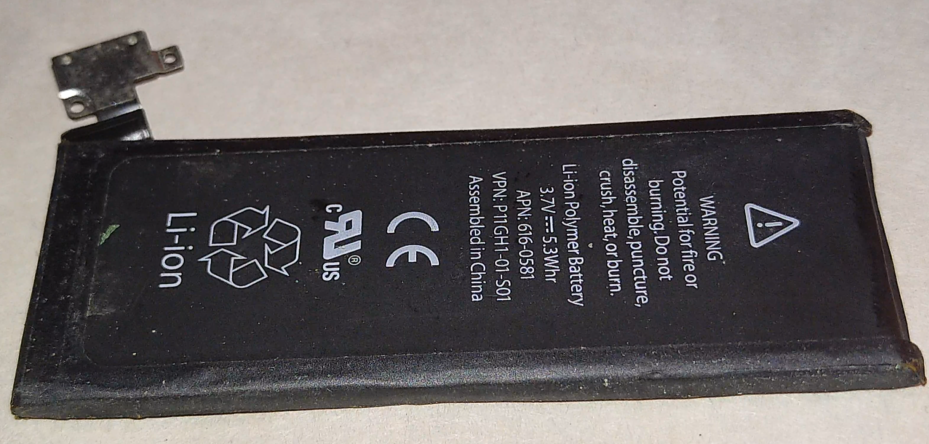 WARNING
Potential for fire or
burning. Do not
disassemble, puncture,
crush, heat, or burn.
Li-ion Polymer Battery
3.7V⎓5.3Whr
APN: 616-0581
VPN: P11GH1-01-S01
Assembled in China
CE
c RU ® US
Li-ion